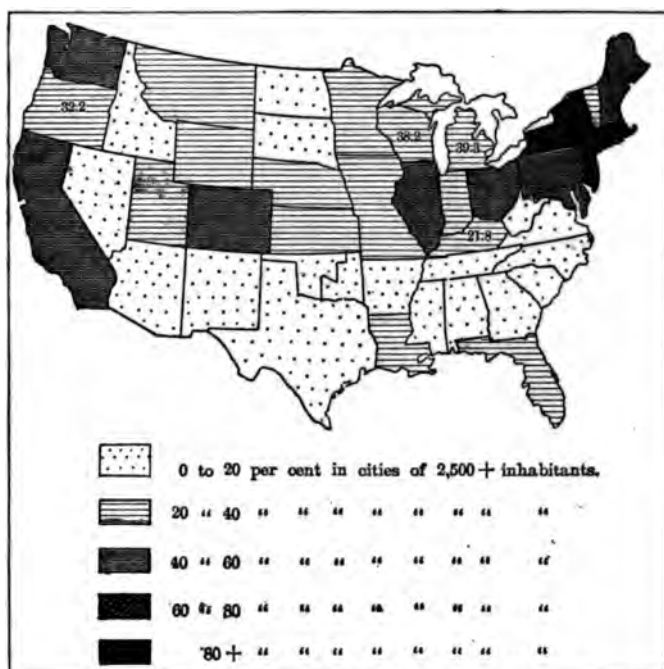 32.2
38.2
39.3
21.8
0 to 20 per cent in cities of 2,500 + inhabitants.
20 " 40 " " " " " " " "
40 " 60 " " " " " " " "
60 " 80 " " " " " " " "
80 + " " " " " " " "